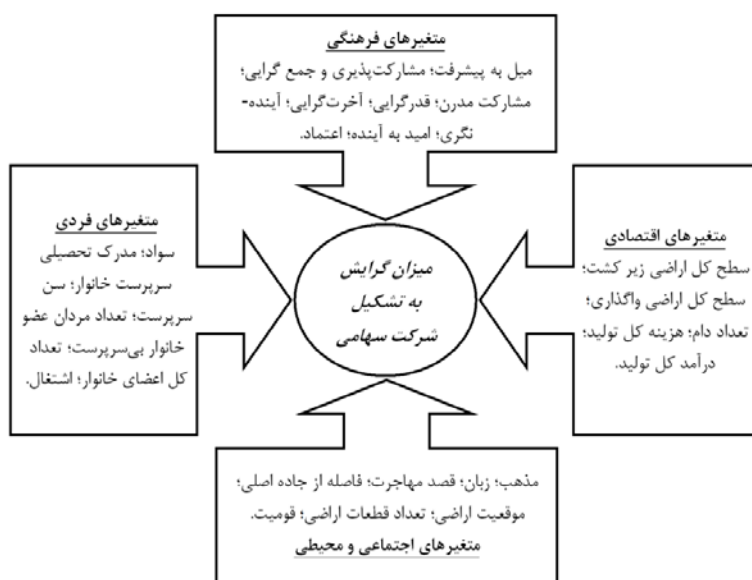 متغیرهای فرهنگی
میل به پیشرفت؛ مشارکت‌پذیری و جمع گرایی؛
مشارکت مدرن؛ قدرگرایی؛ آخرت‌گرایی؛ آینده-
نگری؛ امید به آینده؛ اعتماد.
متغیرهای اقتصادی
سطح کل اراضی زیر کشت؛
سطح کل اراضی واگذاری؛
تعداد دام؛ هزینه کل تولید؛
درآمد کل تولید.
میزان گرایش
به تشکیل
شرکت سهامی
متغیرهای فردی
سواد؛ مدرک تحصیلی
سرپرست خانوار؛ سن
سرپرست؛ تعداد مردان عضو
خانوار بی‌سرپرست؛ تعداد
کل اعضای خانوار؛ اشتغال.
مذهب؛ زبان؛ قصد مهاجرت؛ فاصله از جاده اصلی؛
موقعیت اراضی؛ تعداد قطعات اراضی؛ قومیت.
متغیرهای اجتماعی و محیطی